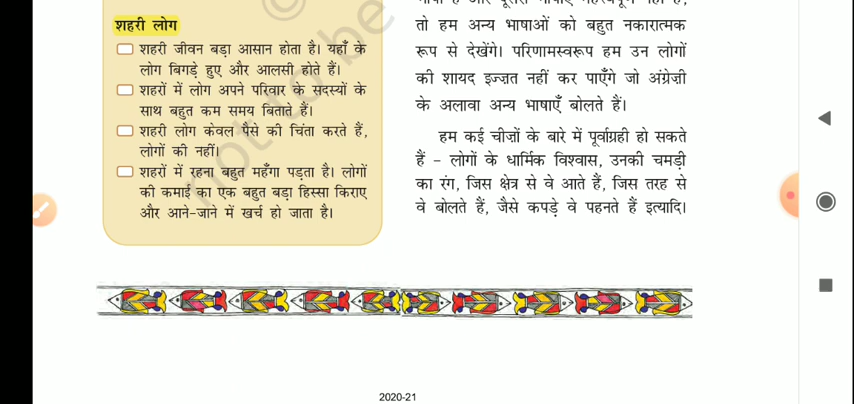 शहरी लोग
शहरी जीवन बड़ा आसान होता है। यहाँ के
लोग बिगड़े हुए और आलसी होते हैं।
शहरों में लोग अपने परिवार के सदस्यों के
साथ बहुत कम समय बिताते हैं।
शहरी लोग केवल पैसे की चिंता करते हैं,
लोगों की नहीं।
शहरों में रहना बहुत महँगा पड़ता है। लोगों
की कमाई का एक बहुत बड़ा हिस्सा किराए
और आने-जाने में खर्च हो जाता है।
तो हम अन्य भाषाओं को बहुत नकारात्मक
रूप से देखेंगे। परिणामस्वरूप हम उन लोगों
की शायद इज़्ज़त नहीं कर पाएँगे जो अंग्रेज़ी
के अलावा अन्य भाषाएँ बोलते हैं।
हम कई चीज़ों के बारे में पूर्वाग्रही हो सकते
हैं – लोगों के धार्मिक विश्वास, उनकी चमड़ी
का रंग, जिस क्षेत्र से वे आते हैं, जिस तरह से
वे बोलते हैं, जैसे कपड़े वे पहनते हैं इत्यादि।
©
not to be
2020-21